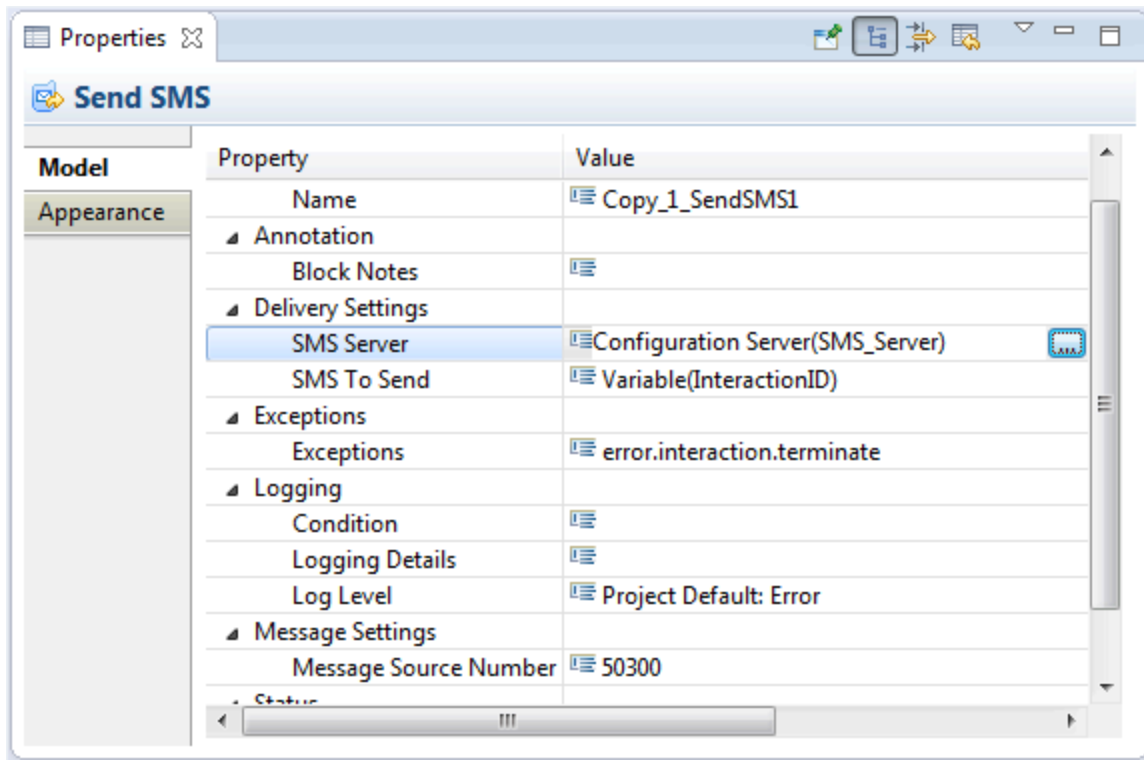 Properties
Send SMS
Model
Appearance
Property Value
Name Copy_1_SendSMS1
Annotation
Block Notes
Delivery Settings
SMS Server Configuration Server(SMS_Server) ...
SMS To Send Variable(InteractionID)
Exceptions
Exceptions error.interaction.terminate
Logging
Condition
Logging Details
Log Level Project Default: Error
Message Settings
Message Source Number 50300
Status